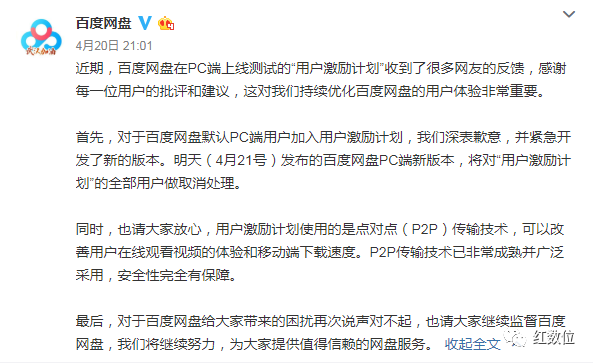 百度网盘
4月20日 21:01
近期，百度网盘在PC端上线测试的“用户激励计划”收到了很多网友的反馈，感谢
每一位用户的批评和建议，这对我们持续优化百度网盘的用户体验非常重要。
首先，对于百度网盘默认PC端用户加入用户激励计划，我们深表歉意，并紧急开
发了新的版本。明天（4月21号）发布的百度网盘PC端新版本，将对“用户激励计
划”的全部用户做取消处理。
同时，也请大家放心，用户激励计划使用的是点对点（P2P）传输技术，可以改
善用户在线观看视频的体验和移动端下载速度。P2P传输技术已非常成熟并广泛
采用，安全性完全有保障。
最后，对于百度网盘给大家带来的困扰再次说声对不起，也请大家继续监督百度
网盘，我们将继续努力，为大家提供值得信赖的网盘服务。 收起全文
红数位